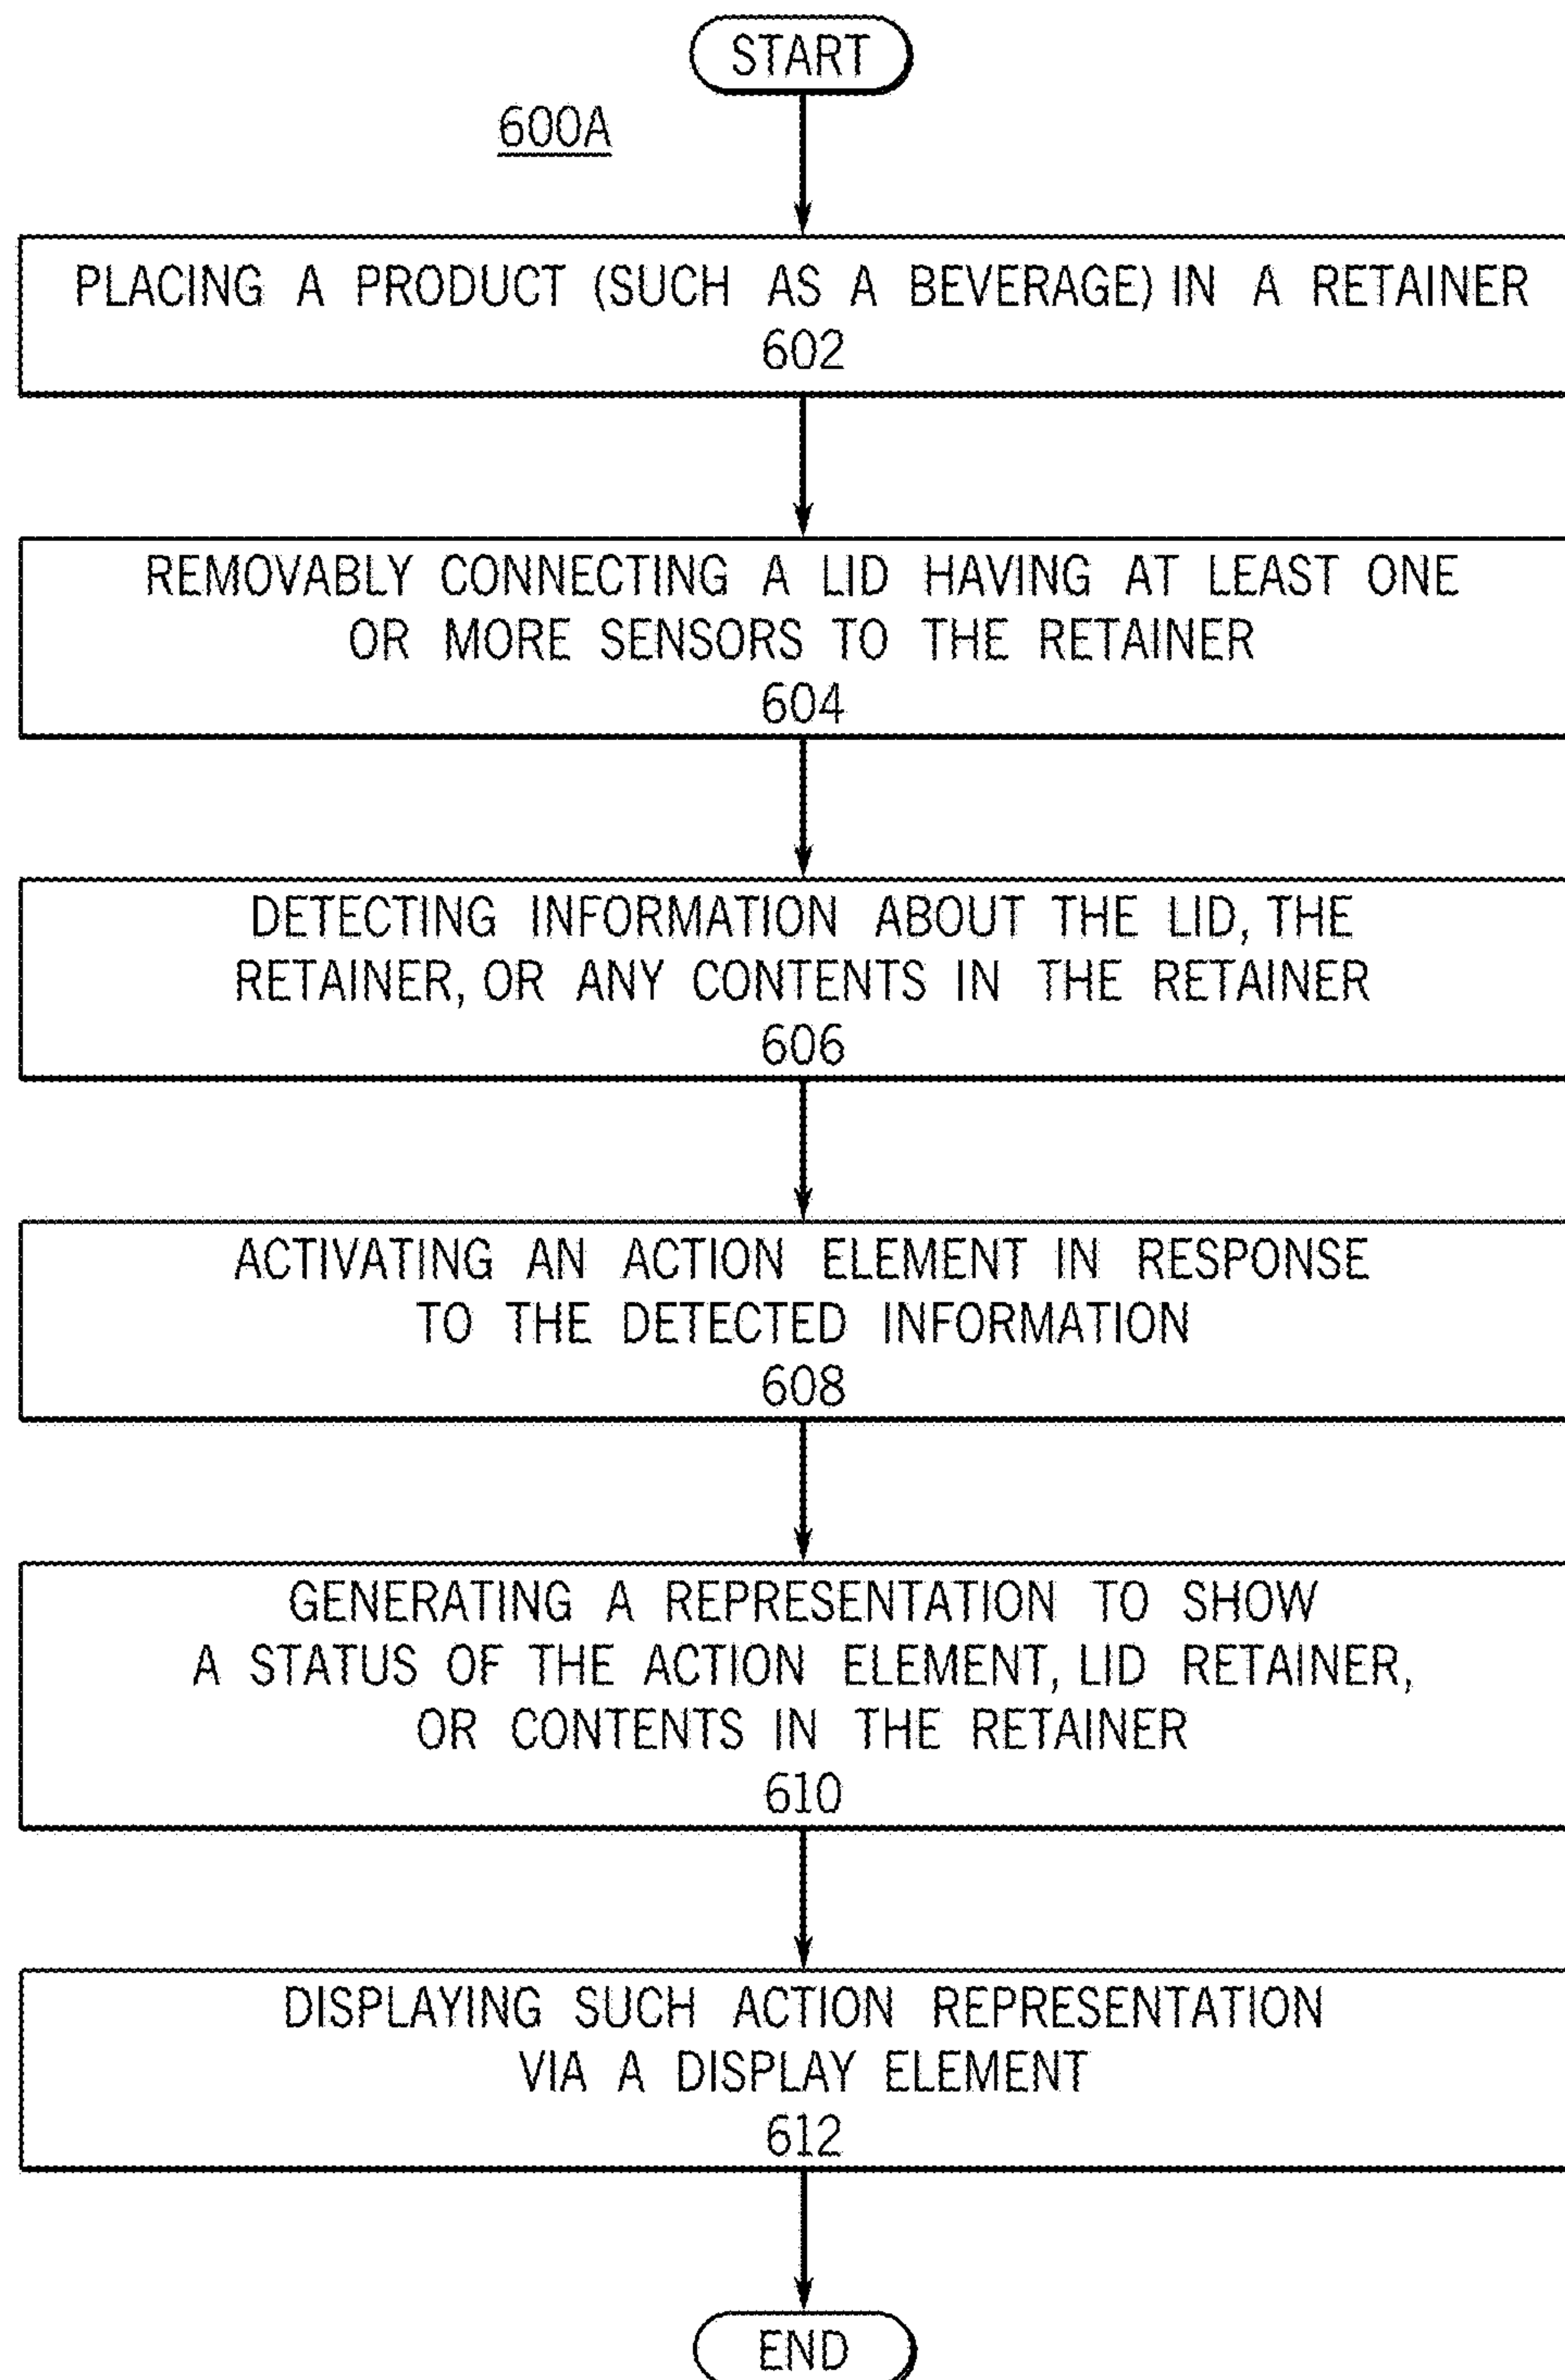 START
600A
PLACING A PRODUCT (SUCH AS A BEVERAGE) IN A RETAINER
602
REMOVABLY CONNECTING A LID HAVING AT LEAST ONE
OR MORE SENSORS TO THE RETAINER
604
DETECTING INFORMATION ABOUT THE LID, THE
RETAINER, OR ANY CONTENTS IN THE RETAINER
606
ACTIVATING AN ACTION ELEMENT IN RESPONSE
TO THE DETECTED INFORMATION
608
GENERATING A REPRESENTATION TO SHOW
A STATUS OF THE ACTION ELEMENT, LID RETAINER,
OR CONTENTS IN THE RETAINER
610
DISPLAYING SUCH ACTION REPRESENTATION
VIA A DISPLAY ELEMENT
612
END